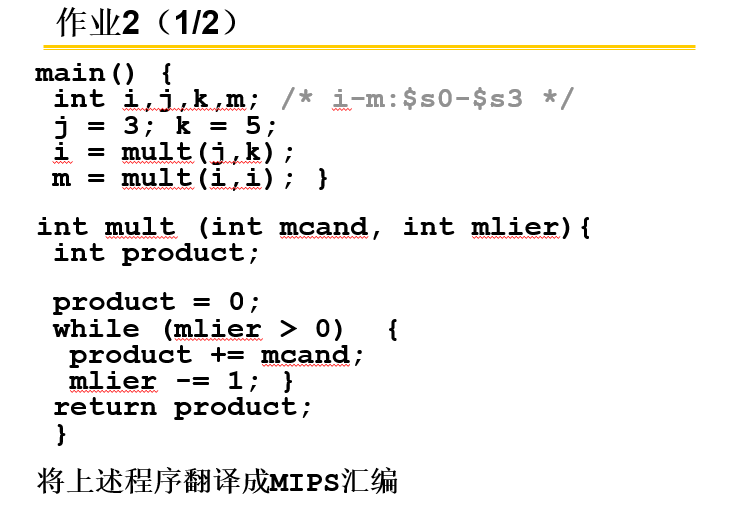 作业2（1/2）
main() {
int i,j,k,m; /* i-m:$s0-$s3 */
j = 3; k = 5;
i = mult(j,k);
m = mult(i,i); }
int mult (int mcand, int mlier){
int product;
product = 0;
while (mlier > 0) {
product += mcand;
mlier -= 1; }
return product;
}
将上述程序翻译成MIPS汇编